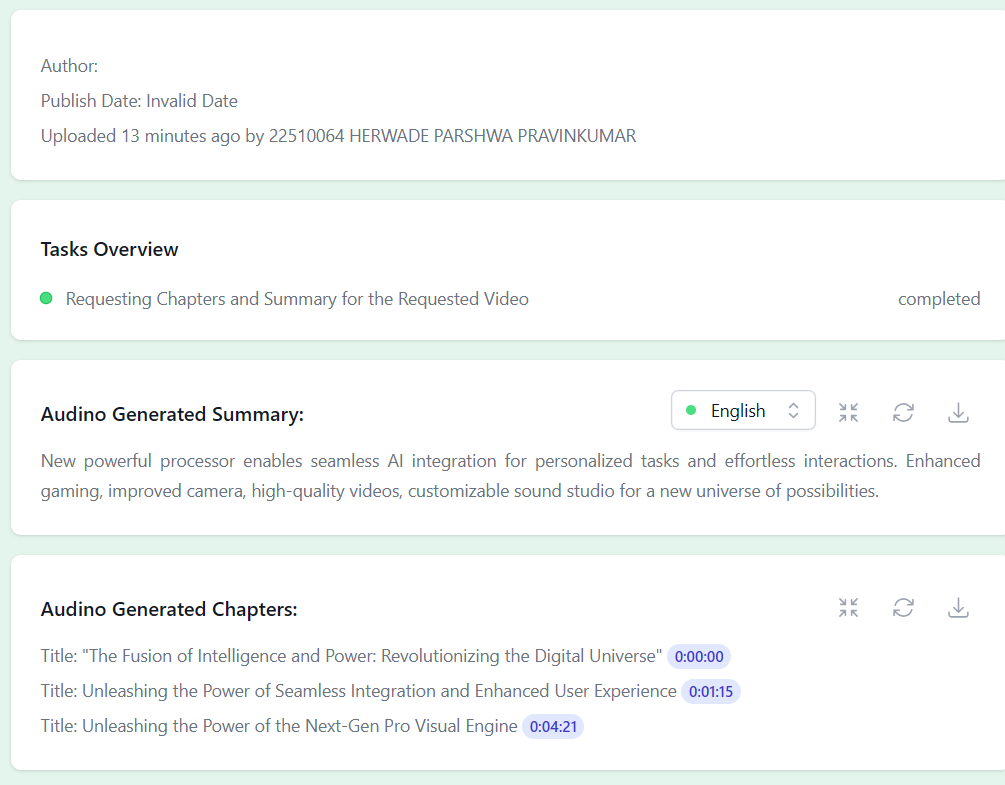 Author:
Publish Date: Invalid Date
Uploaded 13 minutes ago by 22510064 HERWADE PARSHWA PRAVINKUMAR
Tasks Overview
Requesting Chapters and Summary for the Requested Video completed
Audino Generated Summary: English
New powerful processor enables seamless AI integration for personalized tasks and effortless interactions. Enhanced
gaming, improved camera, high-quality videos, customizable sound studio for a new universe of possibilities.
Audino Generated Chapters:
Title: "The Fusion of Intelligence and Power: Revolutionizing the Digital Universe" 0:00:00
Title: Unleashing the Power of Seamless Integration and Enhanced User Experience 0:01:15
Title: Unleashing the Power of the Next-Gen Pro Visual Engine 0:04:21